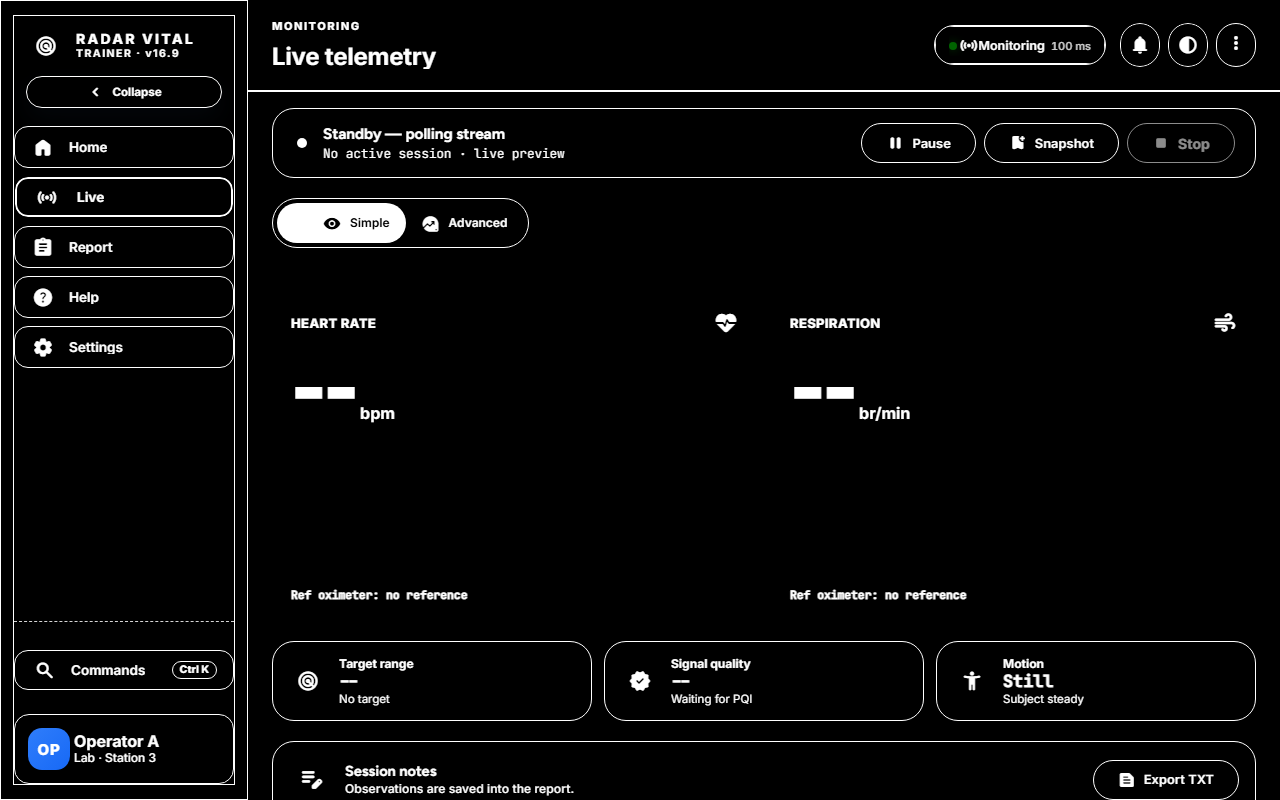 RADAR VITAL
TRAINER · v16.9
Collapse
Home
Live
Report
Help
Settings
Commands
Ctrl K
OP
Operator A
Lab · Station 3
MONITORING
Live telemetry
Monitoring 100 ms
Standby — polling stream
No active session · live preview
Pause
Snapshot
Stop
Simple
Advanced
HEART RATE
--
bpm
Ref oximeter: no reference
RESPIRATION
--
br/min
Ref oximeter: no reference
Target range
—
No target
Signal quality
—
Waiting for PQI
Motion
Still
Subject steady
Session notes
Observations are saved into the report.
Export TXT